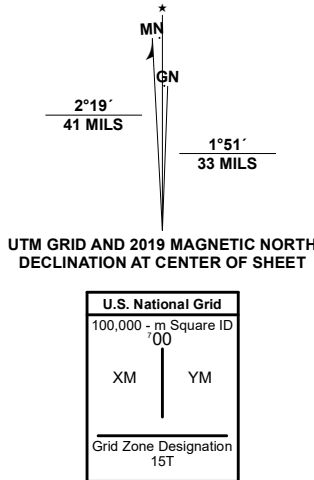 MN
GN
2°19´
41 MILS
1°51´
33 MILS
UTM GRID AND 2019 MAGNETIC NORTH
DECLINATION AT CENTER OF SHEET
U.S. National Grid
100,000 - m Square ID
⁷00
XM YM
Grid Zone Designation
15T